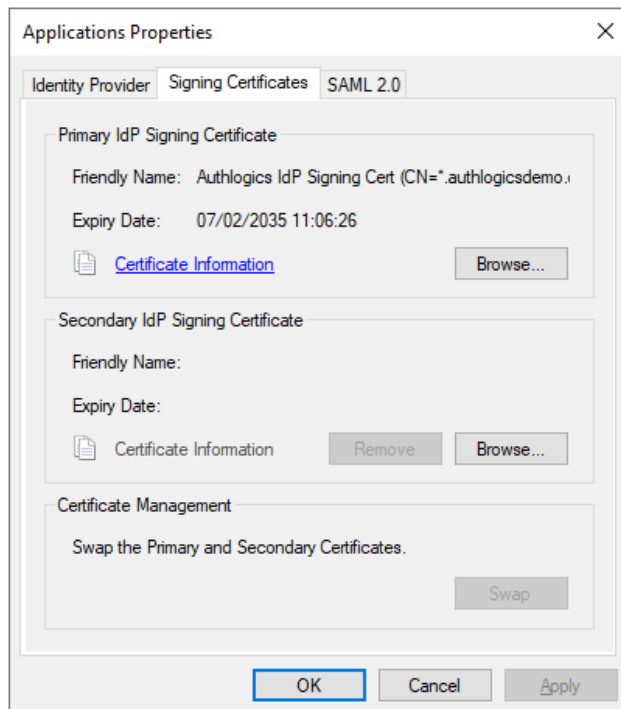 Applications Properties
Identity Provider Signing Certificates SAML 2.0
Primary IdP Signing Certificate
Friendly Name: Authlogics IdP Signing Cert (CN=*.authlogicsdemo.
Expiry Date: 07/02/2035 11:06:26
Certificate Information Browse...
Secondary IdP Signing Certificate
Friendly Name:
Expiry Date:
Certificate Information Remove Browse...
Certificate Management
Swap the Primary and Secondary Certificates.
Swap
OK Cancel Apply